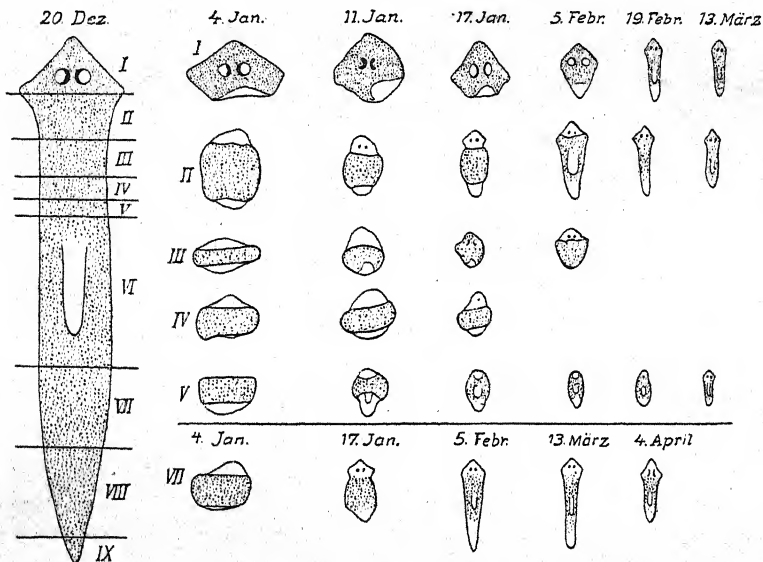 20. Dez. 4. Jan. 11. Jan. 17. Jan. 5. Febr. 19. Febr. 13. März
I
II
III
IV
V
VI
VII
VIII
IX
I
II
III
IV
V
4. Jan. 17. Jan. 5. Febr. 13. März 4. April
VII